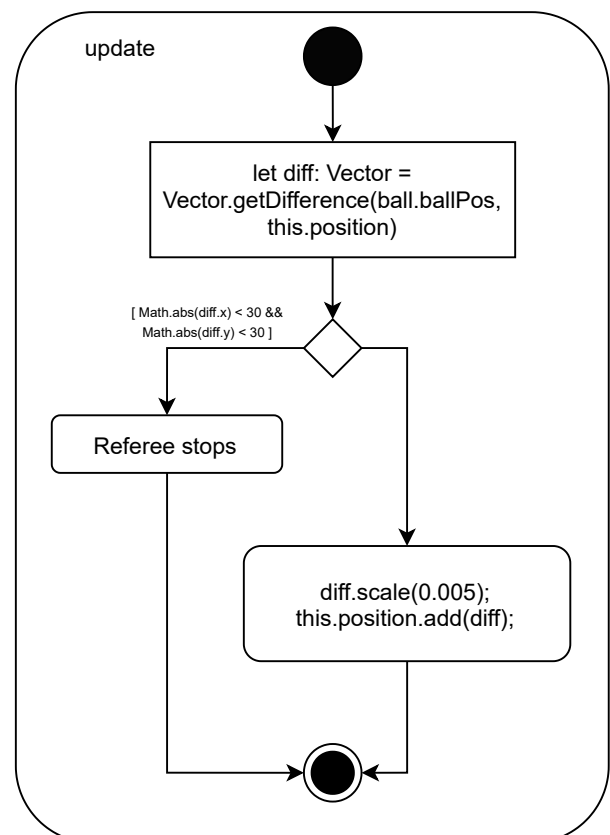 update
let diff: Vector =
Vector.getDifference(ball.ballPos,
this.position)
[ Math.abs(diff.x) < 30 &&
Math.abs(diff.y) < 30 ]
Referee stops
diff.scale(0.005);
this.position.add(diff);